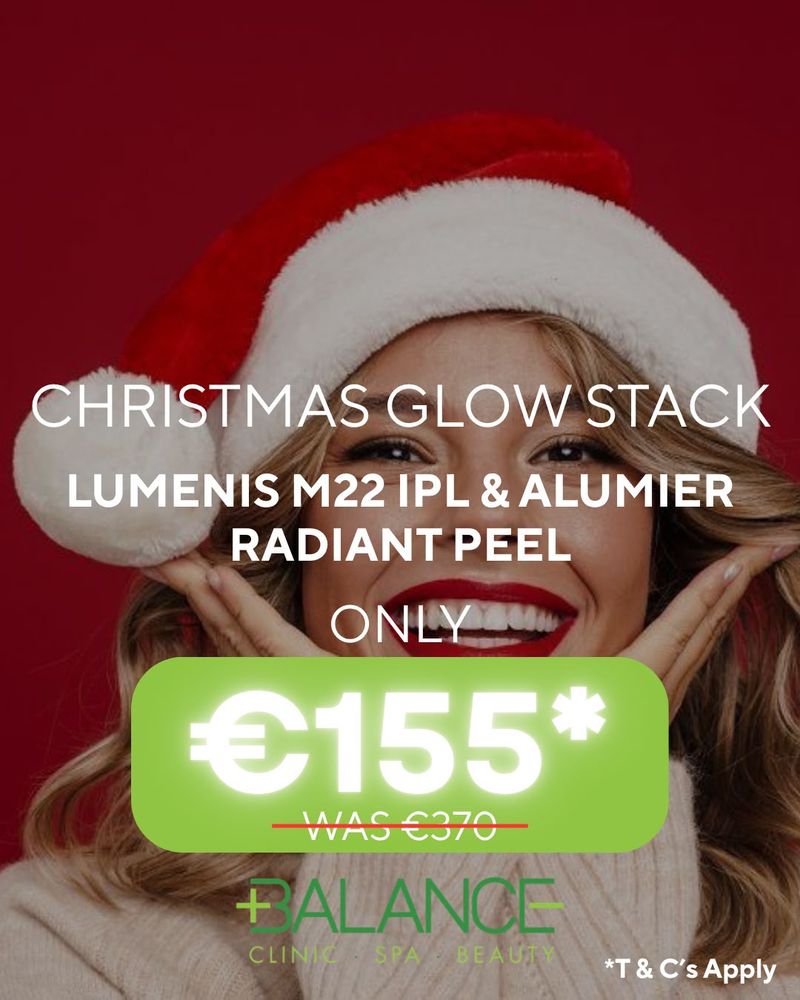 CHRISTMAS GLOW STACK
LUMENIS M22 IPL & ALUMIER
RADIANT PEEL
ONLY
€155*
WAS €370
BALANCE
CLINIC · SPA · BEAUTY
*T & C's Apply